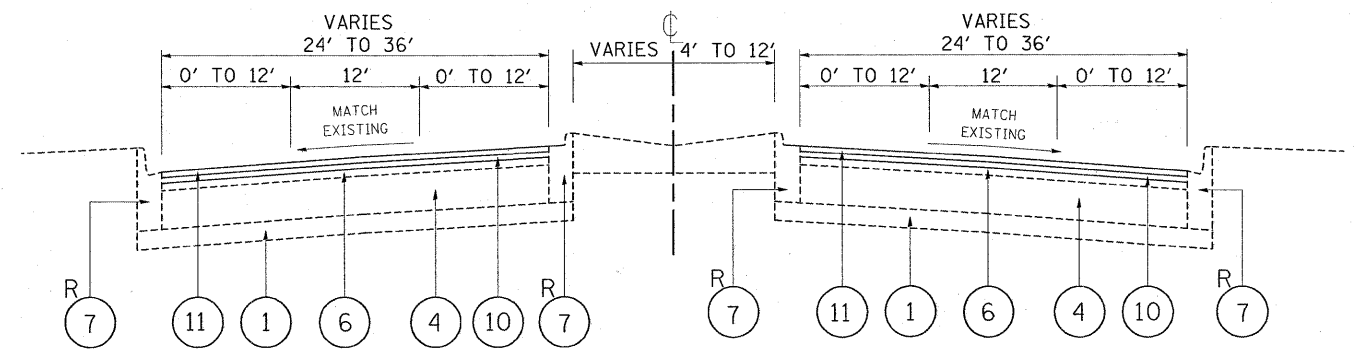 VARIES
24' TO 36'
0' TO 12'
12'
0' TO 12'
MATCH
EXISTING
℄
VARIES 4' TO 12'
VARIES
24' TO 36'
0' TO 12'
12'
0' TO 12'
MATCH
EXISTING
R
7
11
1
6
4
10
R
7
R
7
11
1
6
4
10
R
7